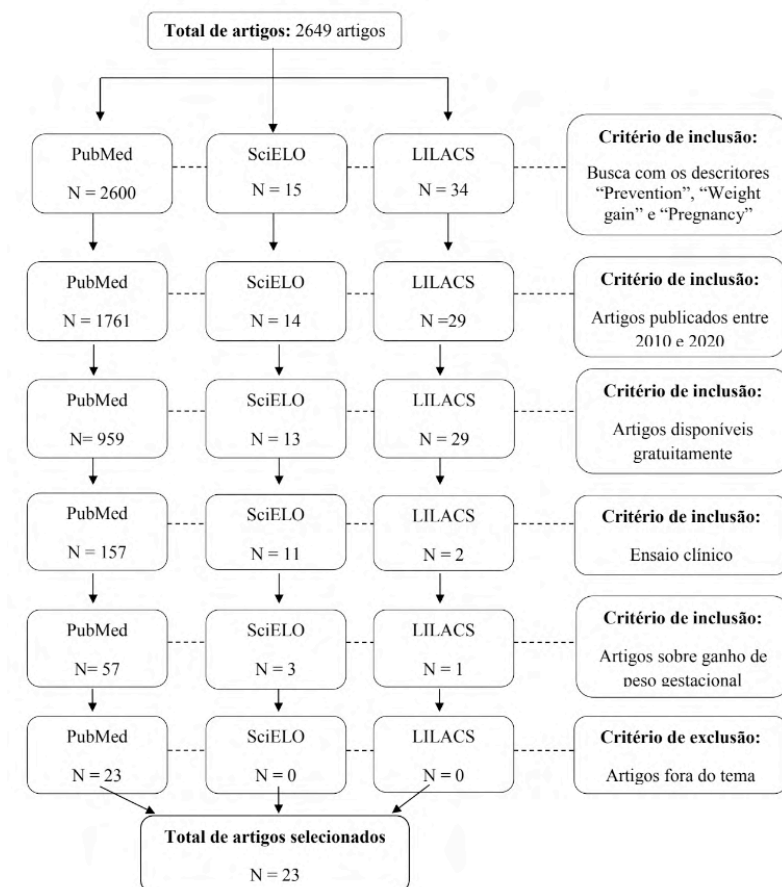 Total de artigos: 2649 artigos
PubMed
N = 2600
SciELO
N = 15
LILACS
N = 34
Critério de inclusão:
Busca com os descritores
“Prevention”, “Weight
gain” e “Pregnancy”
PubMed
N = 1761
SciELO
N = 14
LILACS
N =29
Critério de inclusão:
Artigos publicados entre
2010 e 2020
PubMed
N= 959
SciELO
N = 13
LILACS
N = 29
Critério de inclusão:
Artigos disponíveis
gratuitamente
PubMed
N = 157
SciELO
N = 11
LILACS
N = 2
Critério de inclusão:
Ensaio clínico
PubMed
N= 57
SciELO
N = 3
LILACS
N = 1
Critério de inclusão:
Artigos sobre ganho de
peso gestacional
PubMed
N = 23
SciELO
N = 0
LILACS
N = 0
Critério de exclusão:
Artigos fora do tema
Total de artigos selecionados
N = 23